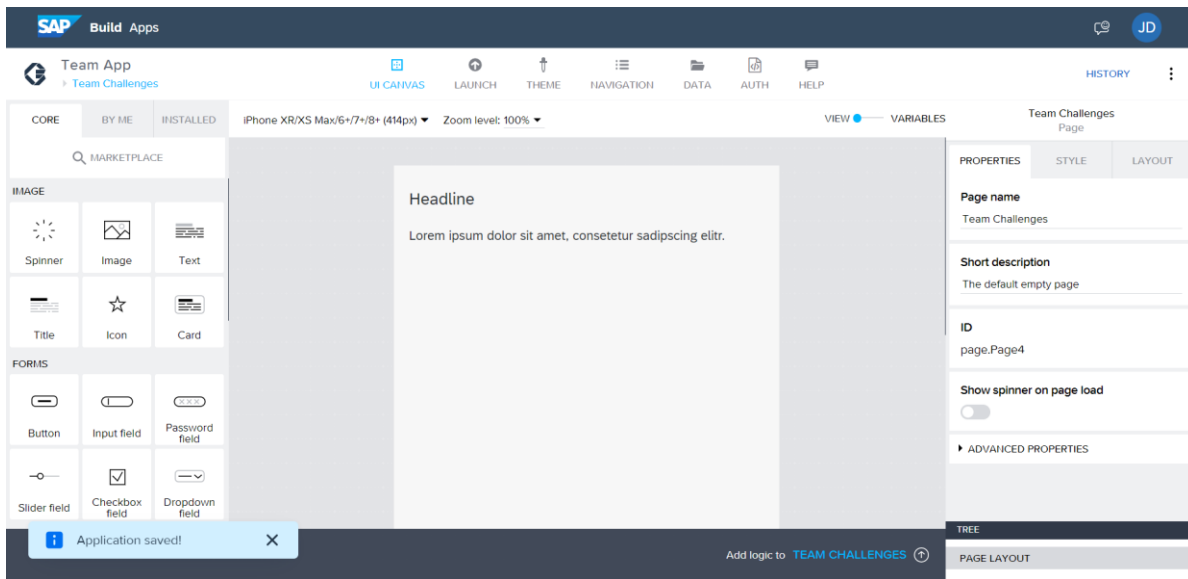 SAP Build Apps
JD
Team App
Team Challenges
UI CANVAS
LAUNCH
THEME
NAVIGATION
DATA
AUTH
HELP
HISTORY
CORE
BY ME
INSTALLED
iPhone XR/XS Max/6+/7+/8+ (414px)
Zoom level: 100%
VIEW
VARIABLES
Team Challenges
Page
MARKETPLACE
PROPERTIES
STYLE
LAYOUT
IMAGE
Spinner
Image
Text
Title
Icon
Card
FORMS
Button
Input field
Password
field
Slider field
Checkbox
field
Dropdown
field
Headline
Lorem ipsum dolor sit amet, consetetur sadipscing elitr.
Page name
Team Challenges
Short description
The default empty page
ID
page.Page4
Show spinner on page load
ADVANCED PROPERTIES
Application saved!
Add logic to TEAM CHALLENGES
TREE
PAGE LAYOUT